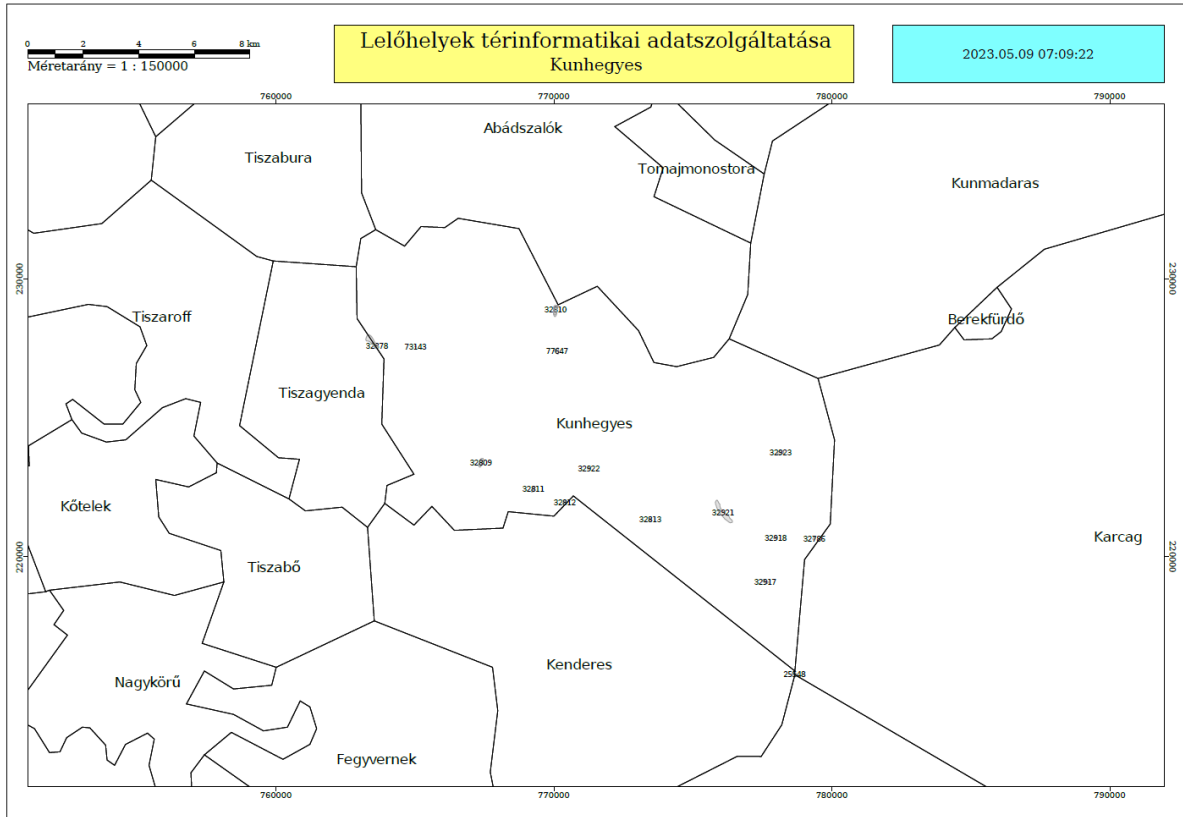 0 2 4 6 8 km
Méretarány = 1 : 150000
Lelőhelyek térinformatikai adatszolgáltatása
Kunhegyes
2023.05.09 07:09:22
760000 770000 780000 790000
Abádszalók
Tiszabura
Tomajmonostora
Kunmadaras
230000 230000
32810
Tiszaroff
Berekfürdő
32878 73143
77647
Tiszagyenda
Kunhegyes
32923
32809
32922
32811
32812
Kőtelek
32921
32813
Karcag
32918 32786
220000 220000
Tiszabő
32917
Kenderes
25548
Nagykörű
Fegyvernek
760000 770000 780000 790000